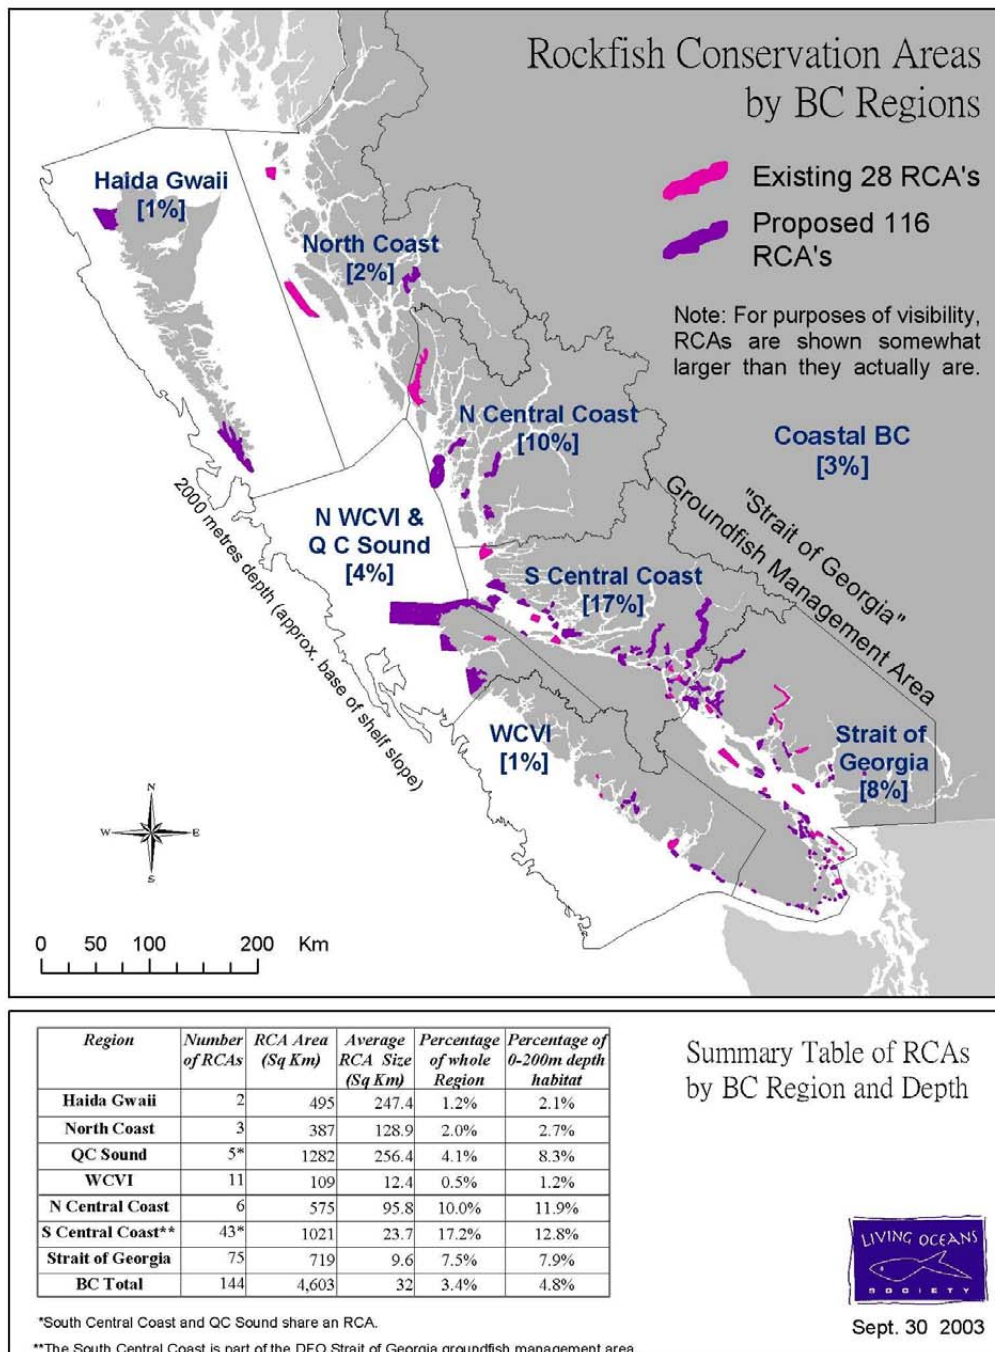 Rockfish Conservation Areas
by BC Regions
Existing 28 RCA's
Proposed 116
RCA's
Note: For purposes of visibility,
RCAs are shown somewhat
larger than they actually are.
Haida Gwaii
[1%]
North Coast
[2%]
N Central Coast
[10%]
Coastal BC
[3%]
N WCVI &
Q C Sound
[4%]
S Central Coast
[17%]
"Strait of Georgia"
Groundfish Management Area
2000 metres depth (approx. base of shelf slope)
WCVI
[1%]
Strait of
Georgia
[8%]
N
W E
S
0 50 100 200 Km
Region Number of RCAs RCA Area (Sq Km) Average RCA Size (Sq Km) Percentage of whole Region Percentage of 0-200m depth habitat
Haida Gwaii 2 495 247.4 1.2% 2.1%
North Coast 3 387 128.9 2.0% 2.7%
QC Sound 5* 1282 256.4 4.1% 8.3%
WCVI 11 109 12.4 0.5% 1.2%
N Central Coast 6 575 95.8 10.0% 11.9%
S Central Coast** 43* 1021 23.7 17.2% 12.8%
Strait of Georgia 75 719 9.6 7.5% 7.9%
BC Total 144 4,603 32 3.4% 4.8%
Summary Table of RCAs
by BC Region and Depth
*South Central Coast and QC Sound share an RCA.
**The South Central Coast is part of the DFO Strait of Georgia groundfish management area
LIVING OCEANS
SOCIETY
Sept. 30 2003